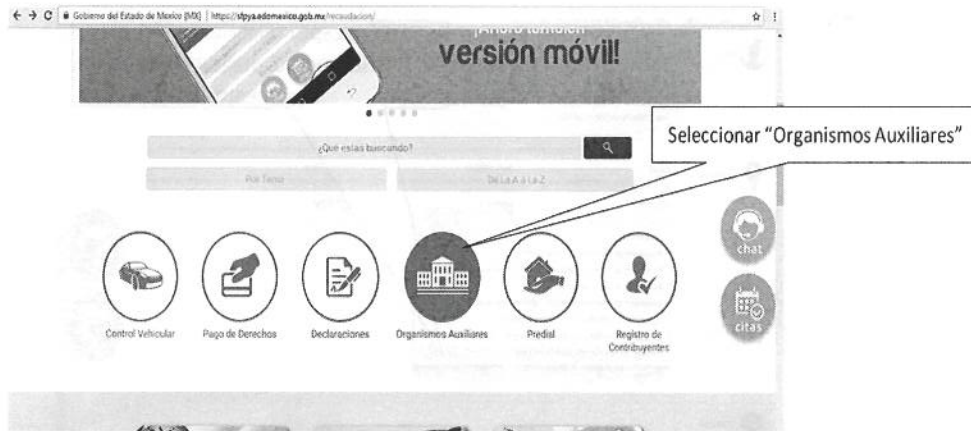 Gobierno del Estado de Mexico [MX] | https://sfpya.edomexico.gob.mx/recaudacion/
¡Ahora también
versión móvil!
Seleccionar “Organismos Auxiliares”
¿Que estas buscando?
Por Tema
De La A a La Z
chat
citas
Control Vehicular
Pago de Derechos
Declaraciones
Organismos Auxiliares
Predial
Registro de
Contribuyentes